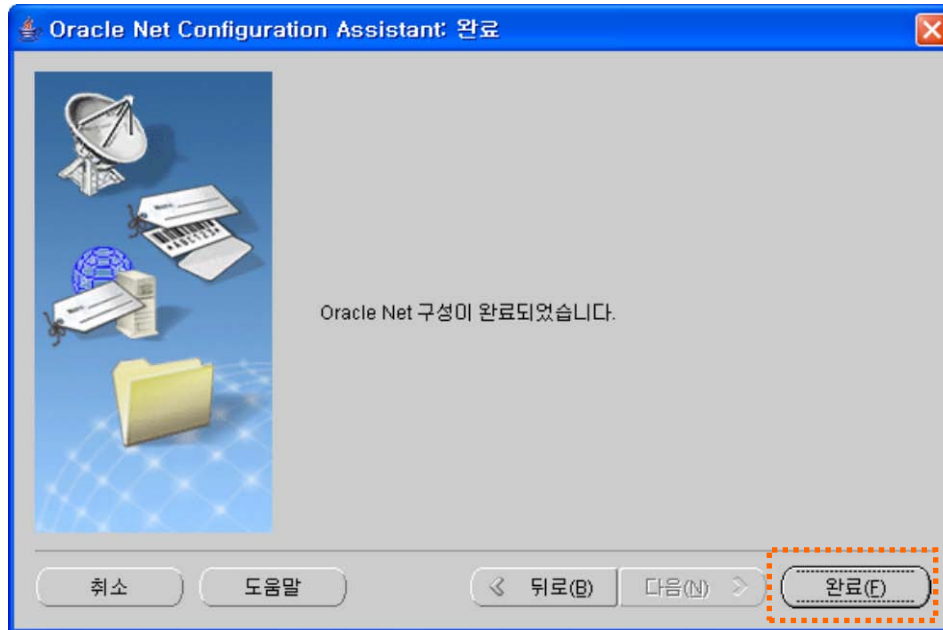 Oracle Net Configuration Assistant: 완료
ABC123
Oracle Net 구성이 완료되었습니다.
취소 도움말 뒤로(B) 다음(N) 완료(F)